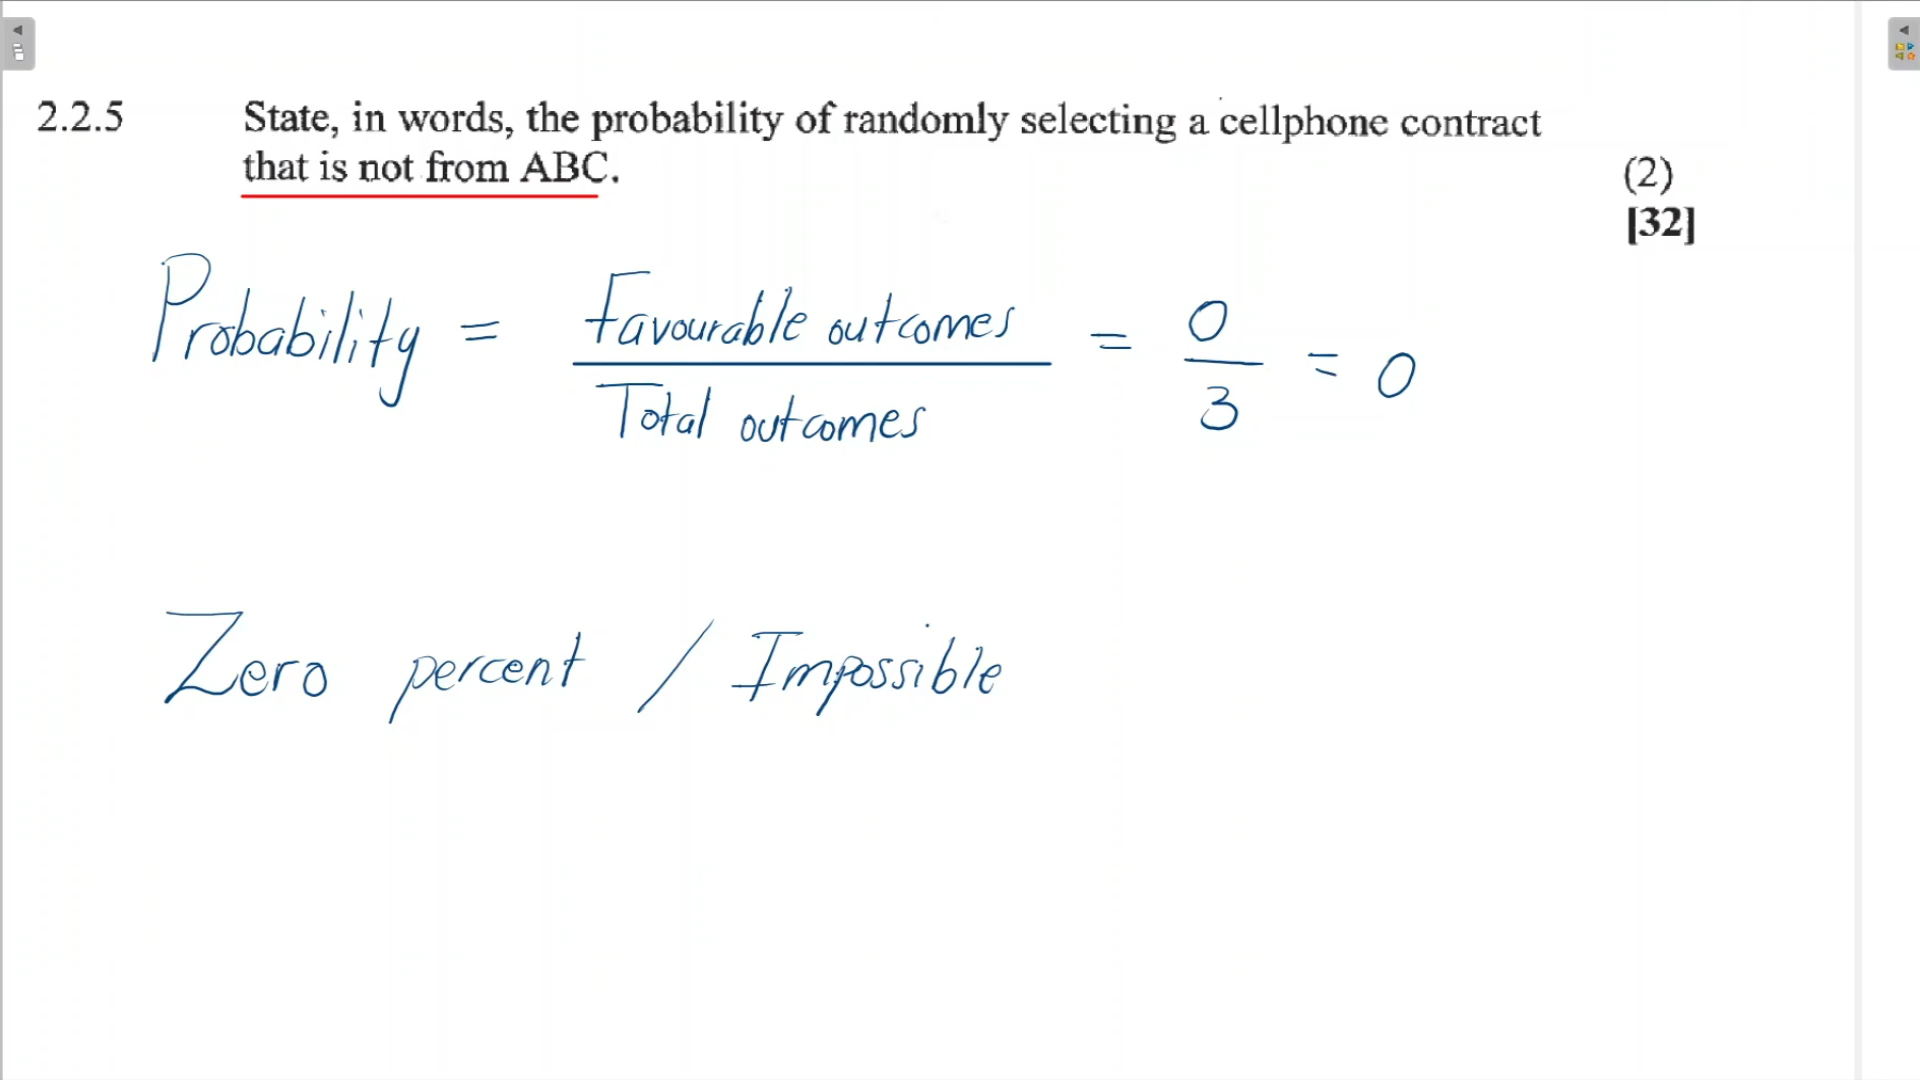 2.2.5 State, in words, the probability of randomly selecting a cellphone contract
that is not from ABC.
(2)
[32]
Probability = Favourable outcomes / Total outcomes = 0 / 3 = 0
Zero percent / Impossible